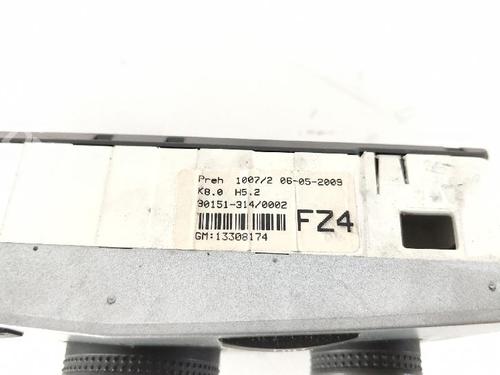 Preh 1007/2 06-05-2009
K8.0 H5.2
90151-314/0002
FZ4
GM:13308174